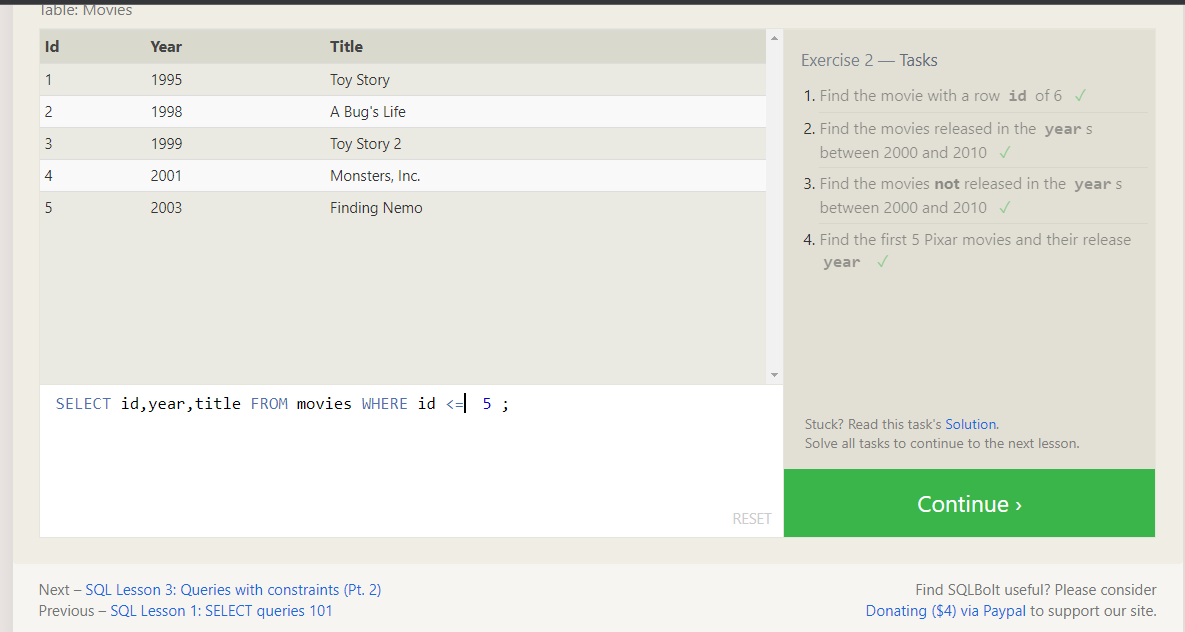 Table: Movies
Id Year Title
1 1995 Toy Story
2 1998 A Bug's Life
3 1999 Toy Story 2
4 2001 Monsters, Inc.
5 2003 Finding Nemo
SELECT id,year,title FROM movies WHERE id <= 5 ;
RESET
Exercise 2 — Tasks
1. Find the movie with a row id of 6 ✓
2. Find the movies released in the year s
between 2000 and 2010 ✓
3. Find the movies not released in the year s
between 2000 and 2010 ✓
4. Find the first 5 Pixar movies and their release
year ✓
Stuck? Read this task's Solution.
Solve all tasks to continue to the next lesson.
Continue ›
Next – SQL Lesson 3: Queries with constraints (Pt. 2)
Previous – SQL Lesson 1: SELECT queries 101
Find SQLBolt useful? Please consider
Donating ($4) via Paypal to support our site.